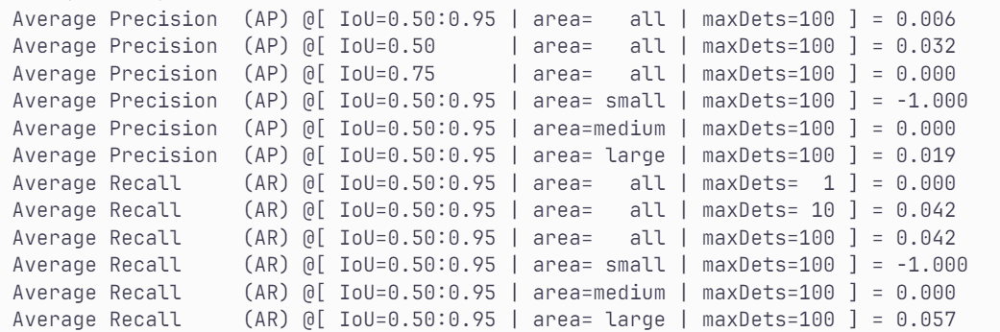 Average Precision  (AP) @[ IoU=0.50:0.95 | area=   all | maxDets=100 ] = 0.006
Average Precision  (AP) @[ IoU=0.50      | area=   all | maxDets=100 ] = 0.032
Average Precision  (AP) @[ IoU=0.75      | area=   all | maxDets=100 ] = 0.000
Average Precision  (AP) @[ IoU=0.50:0.95 | area= small | maxDets=100 ] = -1.000
Average Precision  (AP) @[ IoU=0.50:0.95 | area=medium | maxDets=100 ] = 0.000
Average Precision  (AP) @[ IoU=0.50:0.95 | area= large | maxDets=100 ] = 0.019
Average Recall     (AR) @[ IoU=0.50:0.95 | area=   all | maxDets=  1 ] = 0.000
Average Recall     (AR) @[ IoU=0.50:0.95 | area=   all | maxDets= 10 ] = 0.042
Average Recall     (AR) @[ IoU=0.50:0.95 | area=   all | maxDets=100 ] = 0.042
Average Recall     (AR) @[ IoU=0.50:0.95 | area= small | maxDets=100 ] = -1.000
Average Recall     (AR) @[ IoU=0.50:0.95 | area=medium | maxDets=100 ] = 0.000
Average Recall     (AR) @[ IoU=0.50:0.95 | area= large | maxDets=100 ] = 0.057